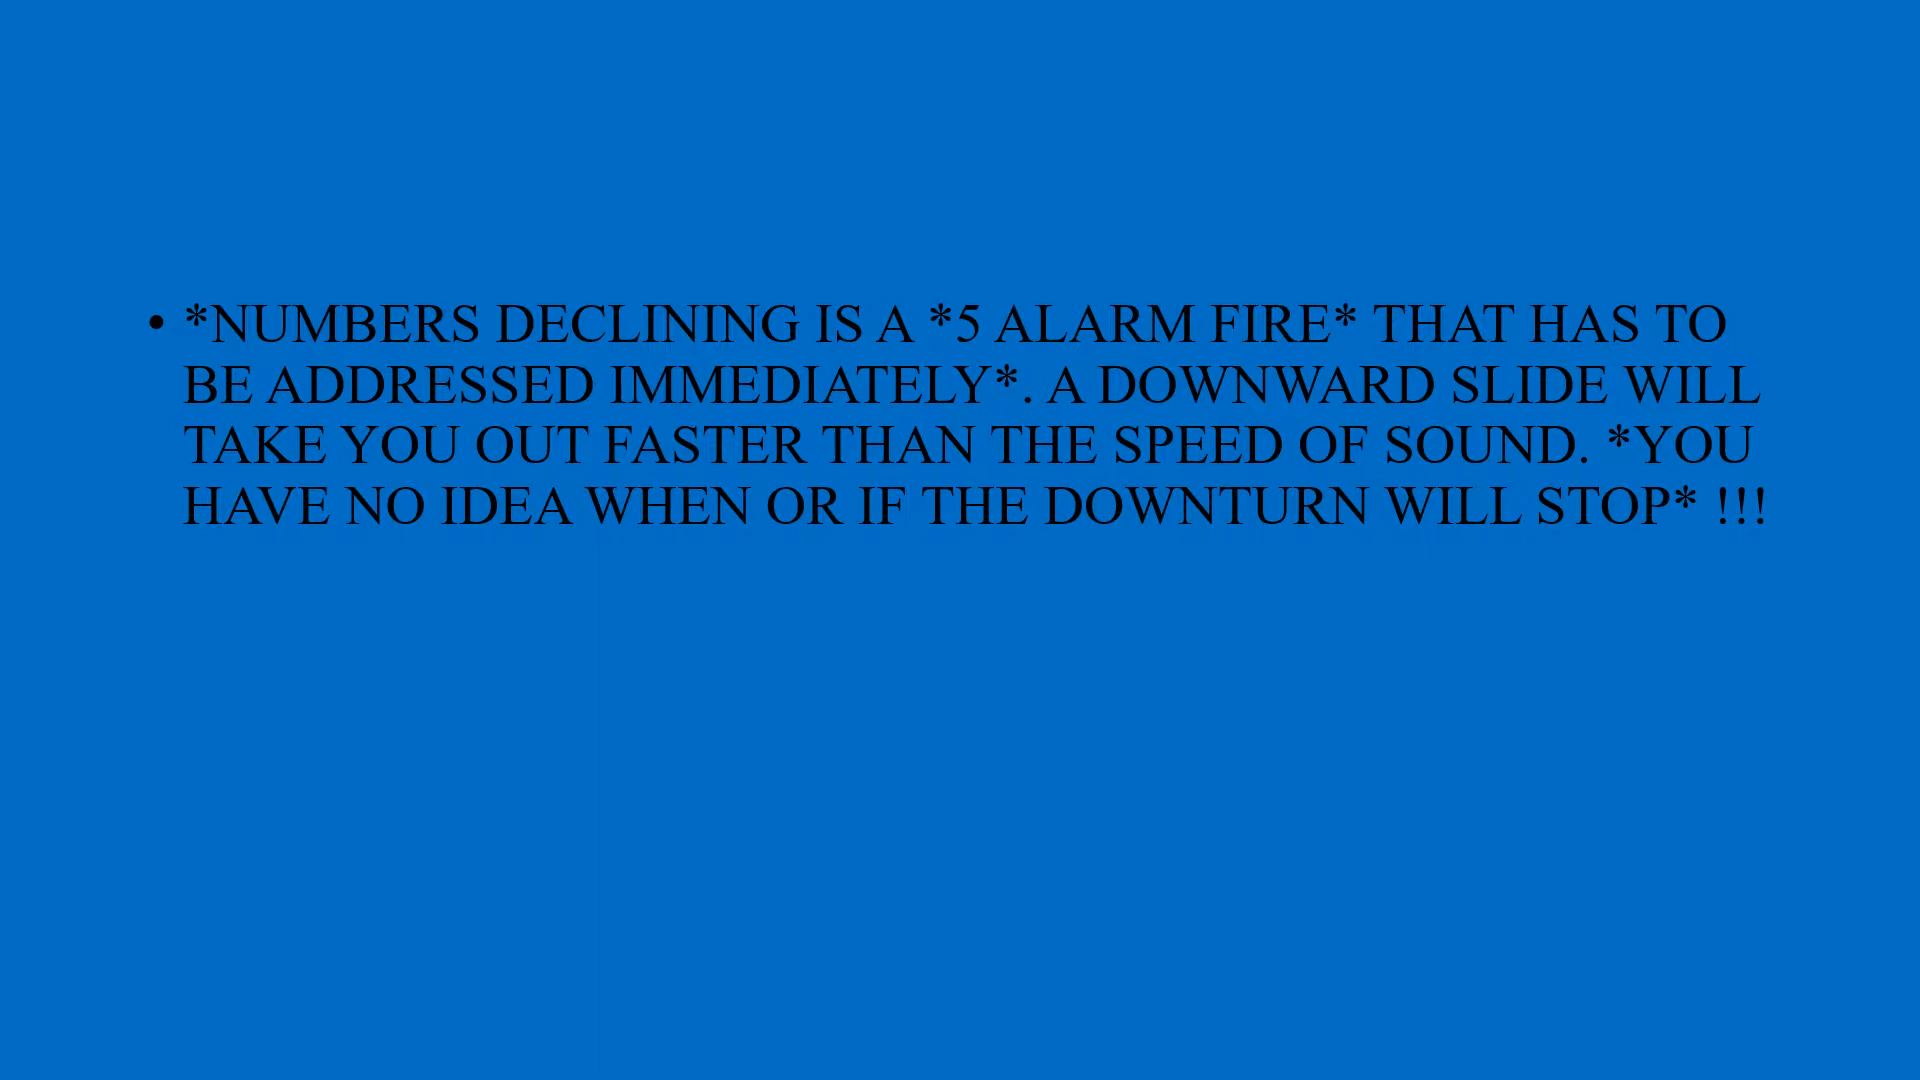 • *NUMBERS DECLINING IS A *5 ALARM FIRE* THAT HAS TO
BE ADDRESSED IMMEDIATELY*. A DOWNWARD SLIDE WILL
TAKE YOU OUT FASTER THAN THE SPEED OF SOUND. *YOU
HAVE NO IDEA WHEN OR IF THE DOWNTURN WILL STOP* !!!